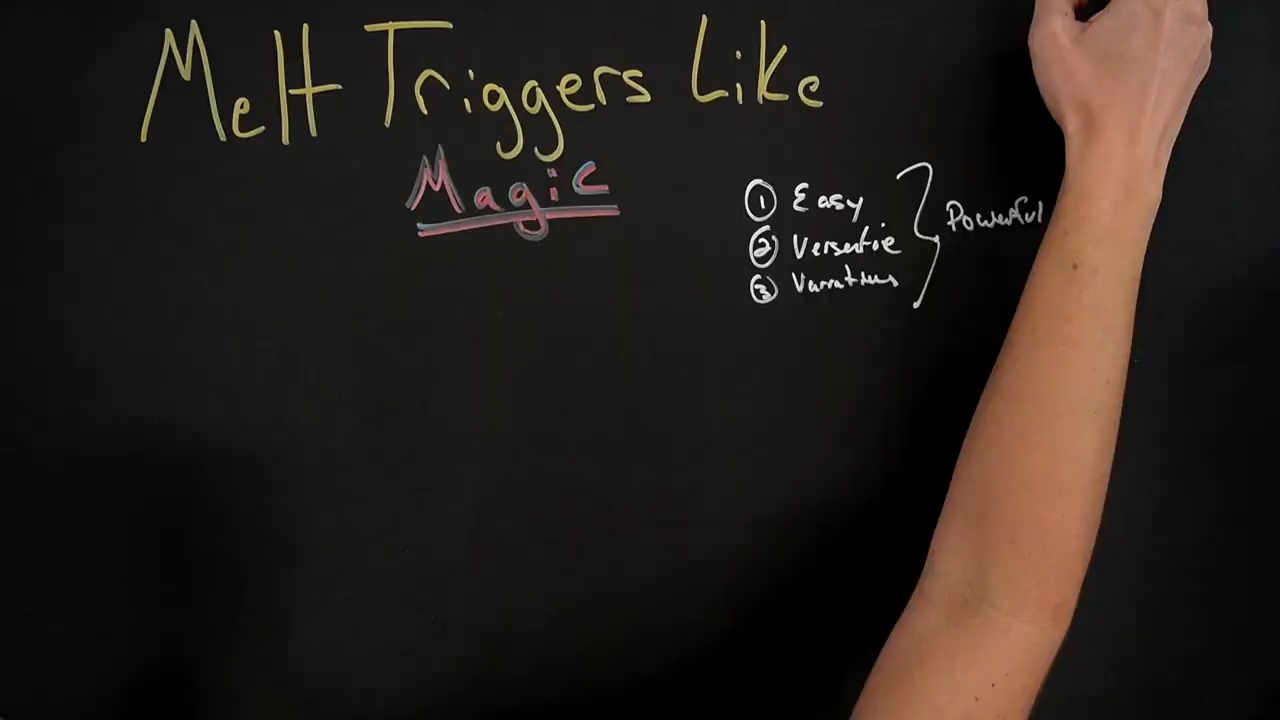 Melt Triggers Like
Magic
① Easy
② Versatile
③ Variations
Powerful